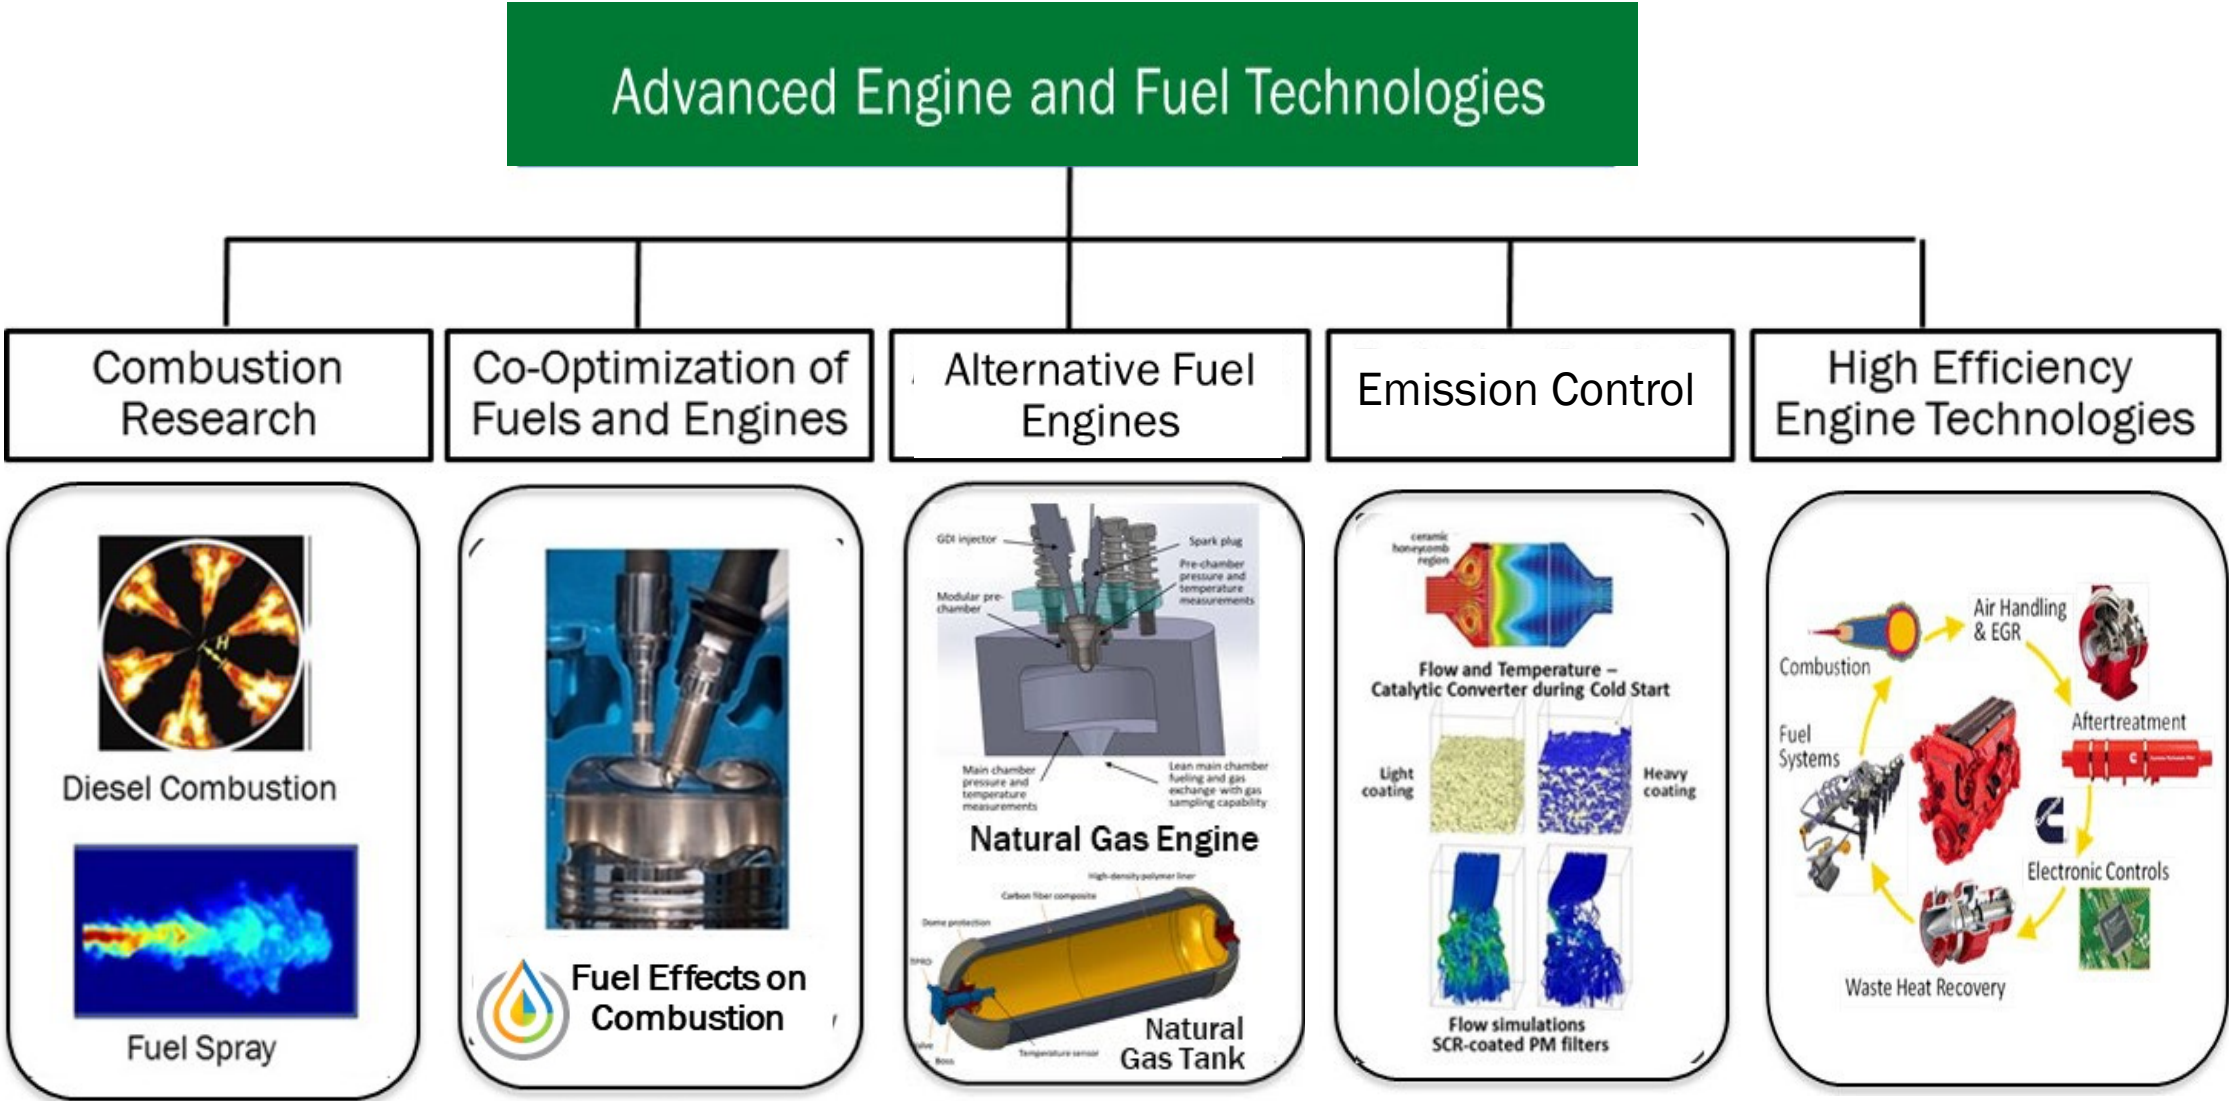 Advanced Engine and Fuel Technologies
Combustion
Research
Co-Optimization of
Fuels and Engines
Alternative Fuel
Engines
Emission Control
High Efficiency
Engine Technologies
H
Diesel Combustion
Fuel Spray
Fuel Effects on
Combustion
GDI injector
Spark plug
Pre-chamber
pressure and
temperature
measurements
Modular pre-
chamber
Main chamber
pressure and
temperature
measurements
Lean main chamber
fueling and gas
exchange with gas
sampling capability
Natural Gas Engine
High-density polymer liner
Carbon fiber composite
Dome protection
TPRD
Boss
Temperature sensor
Natural
Gas Tank
ceramic
honeycomb
region
Flow and Temperature –
Catalytic Converter during Cold Start
Light
coating
Heavy
coating
Flow simulations
SCR-coated PM filters
Combustion
Air Handling
& EGR
Aftertreatment
Electronic Controls
Waste Heat Recovery
Fuel
Systems